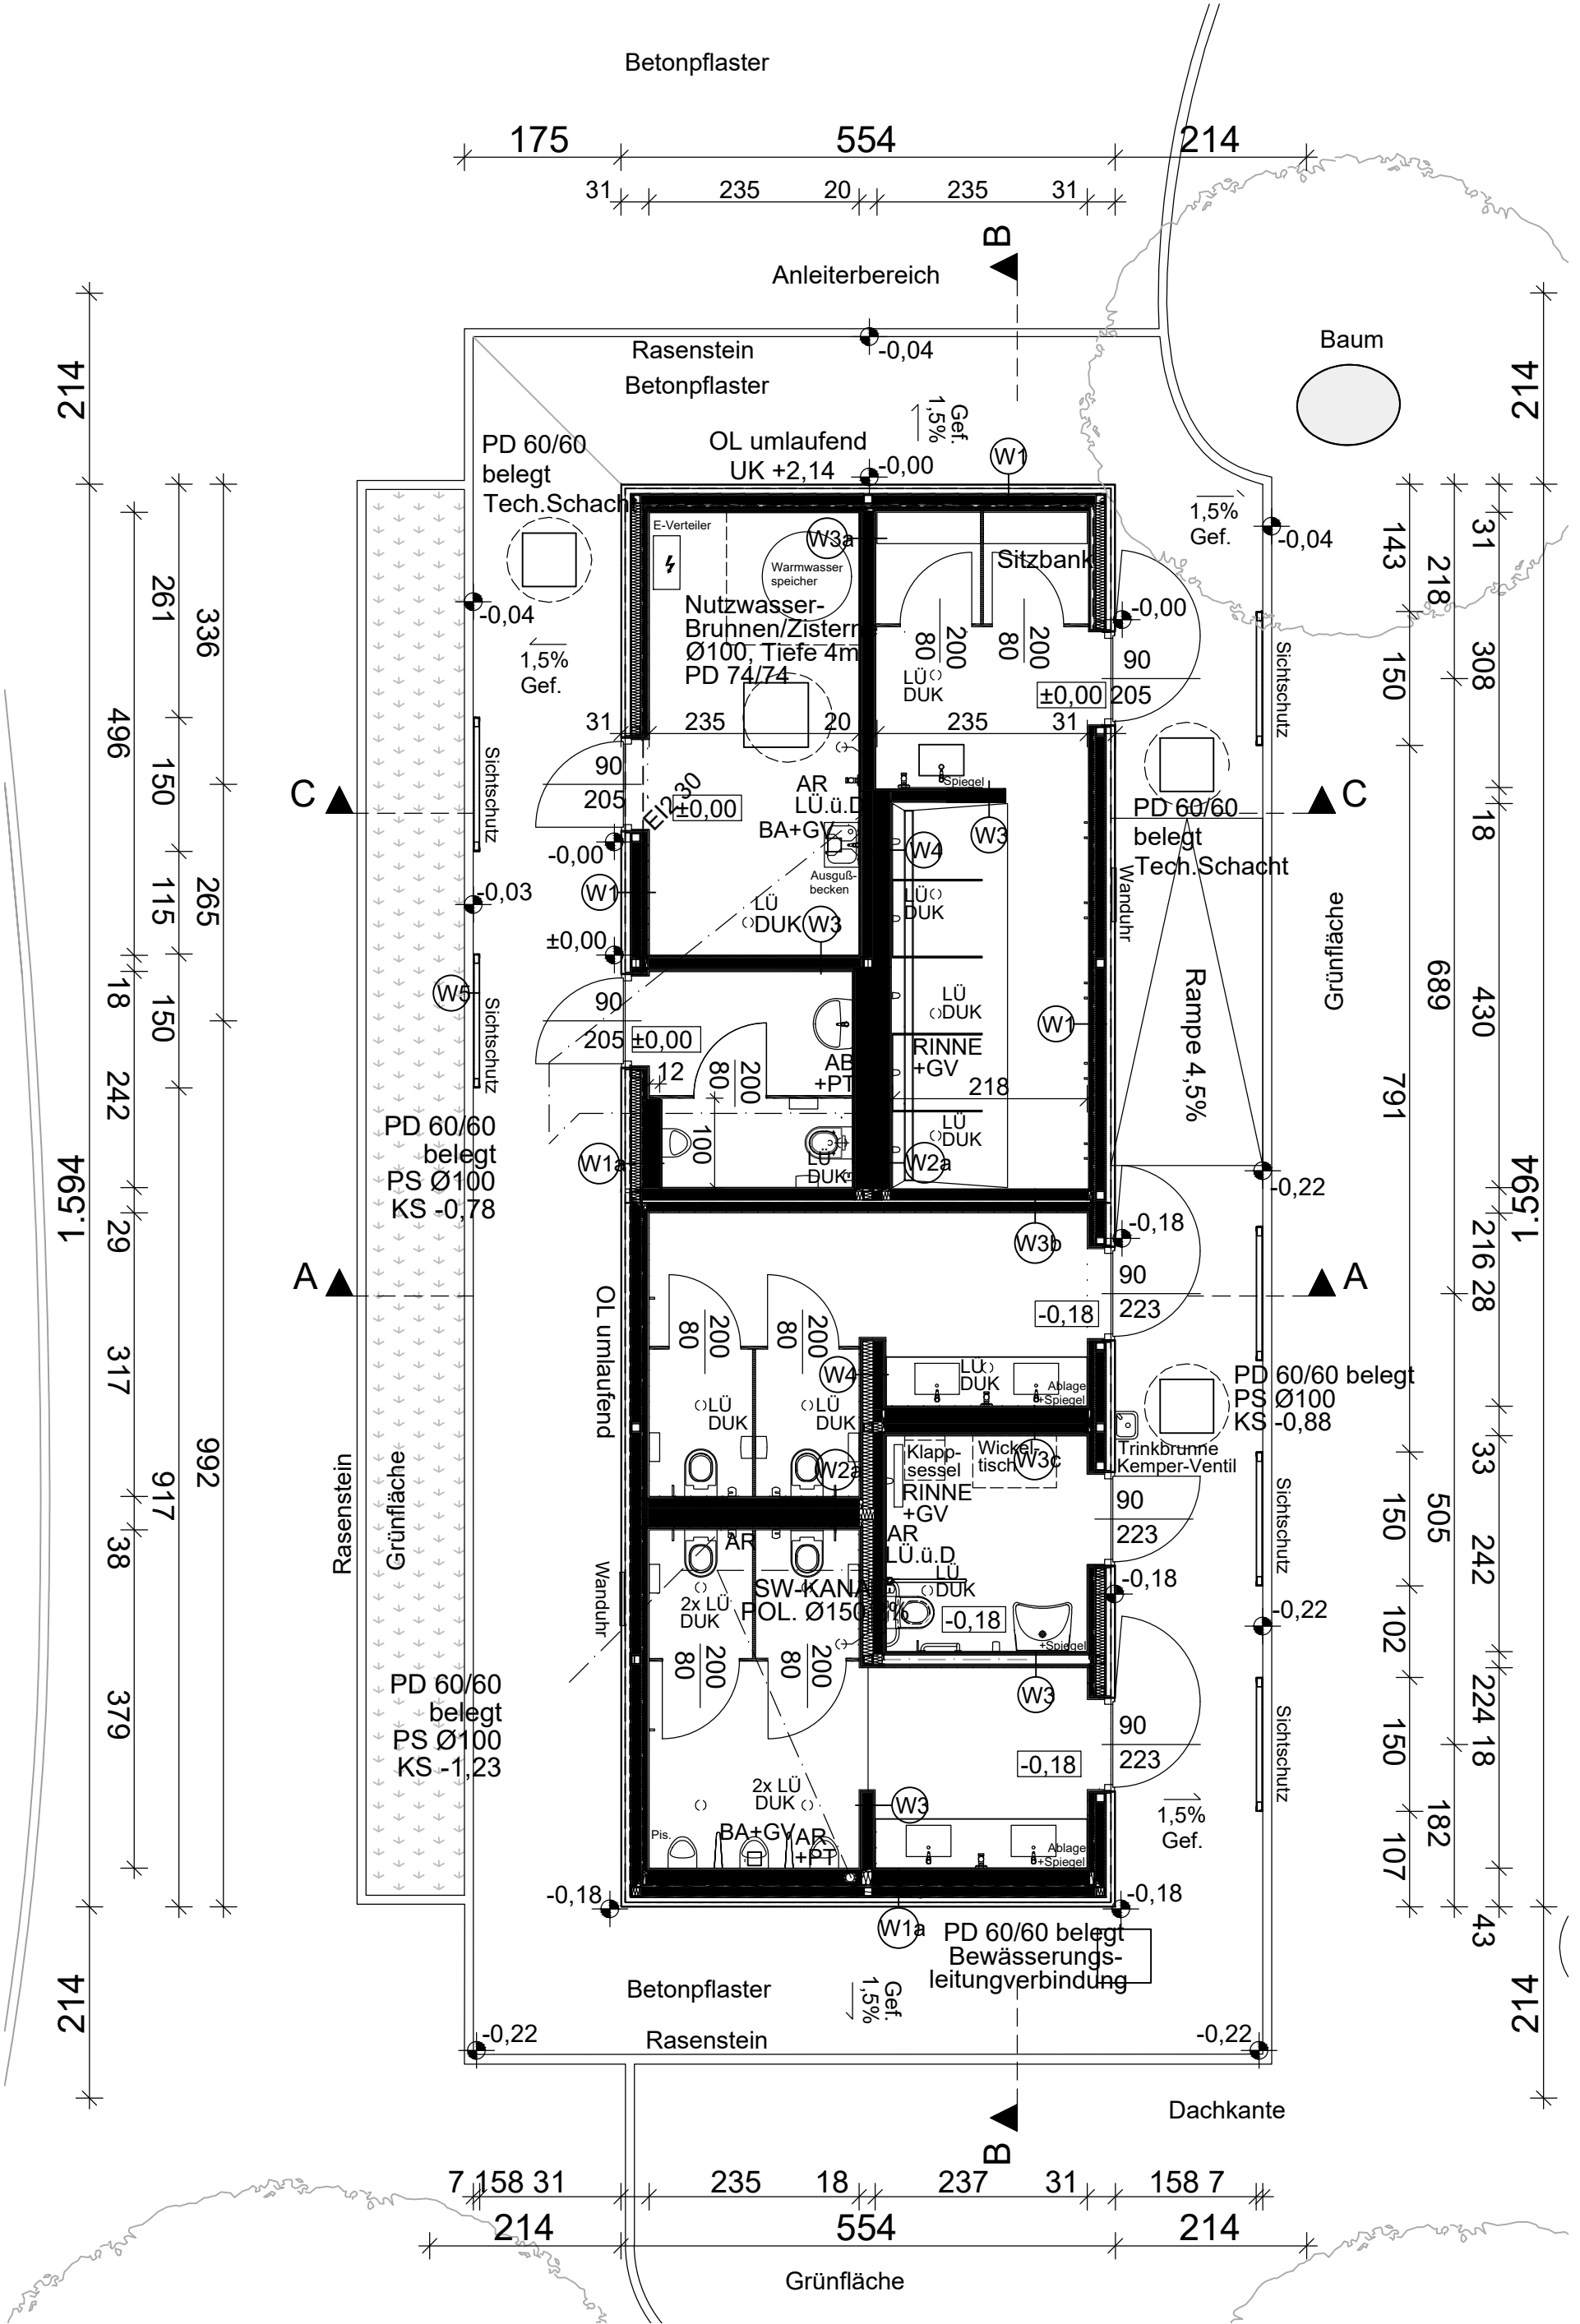 Betonpflaster
175
554
214
31
235
20
235
31
B
Anleiterbereich
Rasenstein
-0,04
Betonpflaster
Baum
214
214
Gef.
1,5%
OL umlaufend
UK +2,14
-0,00
W1
PD 60/60
belegt
Tech.Schacht
1,5%
Gef.
-0,04
E-Verteiler
W3a
Warmwasser
speicher
Sitzbank
-0,04
1,5%
Gef.
Nutzwasser-
Brunnen/Zistern
Ø100, Tiefe 4m
PD 74/74
80
200
80
200
-0,00
90
205
±0,00
LÜ
DUK
Sichtschutz
31
235
20
235
31
Spiegel
90
205
EI2 30
±0,00
AR
LÜ.ü.D
BA+GV
Ausguß-
becken
LÜ
DUK
W3
W4
W3
LÜ
DUK
PD 60/60
belegt
Tech.Schacht
Wanduhr
C
C
Sichtschutz
-0,00
-0,03
W1
±0,00
W5
Sichtschutz
90
205
±0,00
12
80
200
AB
+PT
100
LÜ
DUK
W1a
LÜ
DUK
RINNE
+GV
218
LÜ
DUK
W2a
W1
Rampe 4,5%
Grünfläche
-0,22
PD 60/60
belegt
PS Ø100
KS -0,78
W3b
-0,18
90
223
-0,18
A
A
OL umlaufend
80
200
80
200
W4
LÜ
DUK
Ablage
+Spiegel
LÜ
DUK
LÜ
DUK
PD 60/60 belegt
PS Ø100
KS -0,88
Trinkbrunne
Kemper-Ventil
W2a
Klapp-
sessel
Wickel-
tisch
W3c
RINNE
+GV
AR
LÜ.ü.D
LÜ
DUK
90
223
-0,18
-0,18
+Spiegel
Sichtschutz
-0,22
Rasenstein
Grünfläche
Wanduhr
AR
SW-KANA
POL. Ø150
2x LÜ
DUK
80
200
80
200
W3
90
223
-0,18
Sichtschutz
PD 60/60
belegt
PS Ø100
KS -1,23
2x LÜ
DUK
W3
Pis.
BA+GV
AR
+PT
Ablage
+Spiegel
1,5%
Gef.
-0,18
-0,18
W1a
PD 60/60 belegt
Bewässerungs-
leitungverbindung
Betonpflaster
Gef.
1,5%
Rasenstein
-0,22
-0,22
B
Dachkante
7
158
31
235
18
237
31
158
7
214
554
214
Grünfläche
1.594
214
496
18
242
29
317
38
379
261
150
115
150
917
336
265
992
143
150
791
150
102
150
107
218
689
505
182
31
308
18
430
216
28
33
242
224
18
43
1.594
214